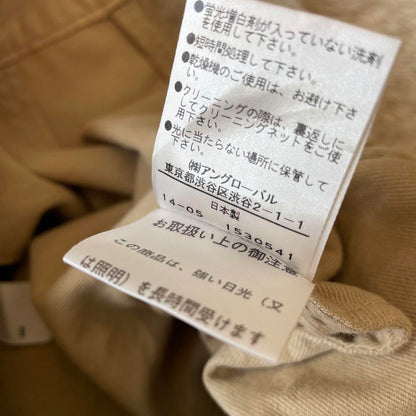 ●蛍光増白剤が入っていない洗剤
を使用して下さい。
●短時間処理して下さい。
●乾燥機のご使用は、お避け下さ
い。
●クリーニングの際は、裏返しに
してクリーニングネットをご使
用下さい。
●光に当たらない場所に保管して
下さい。
㈱アングローバル
東京都渋谷区渋谷2-1-1
日本製
14-05 1530541
お取扱い上の御注意
この商品は、強い日光（又
は照明）を長時間受けます